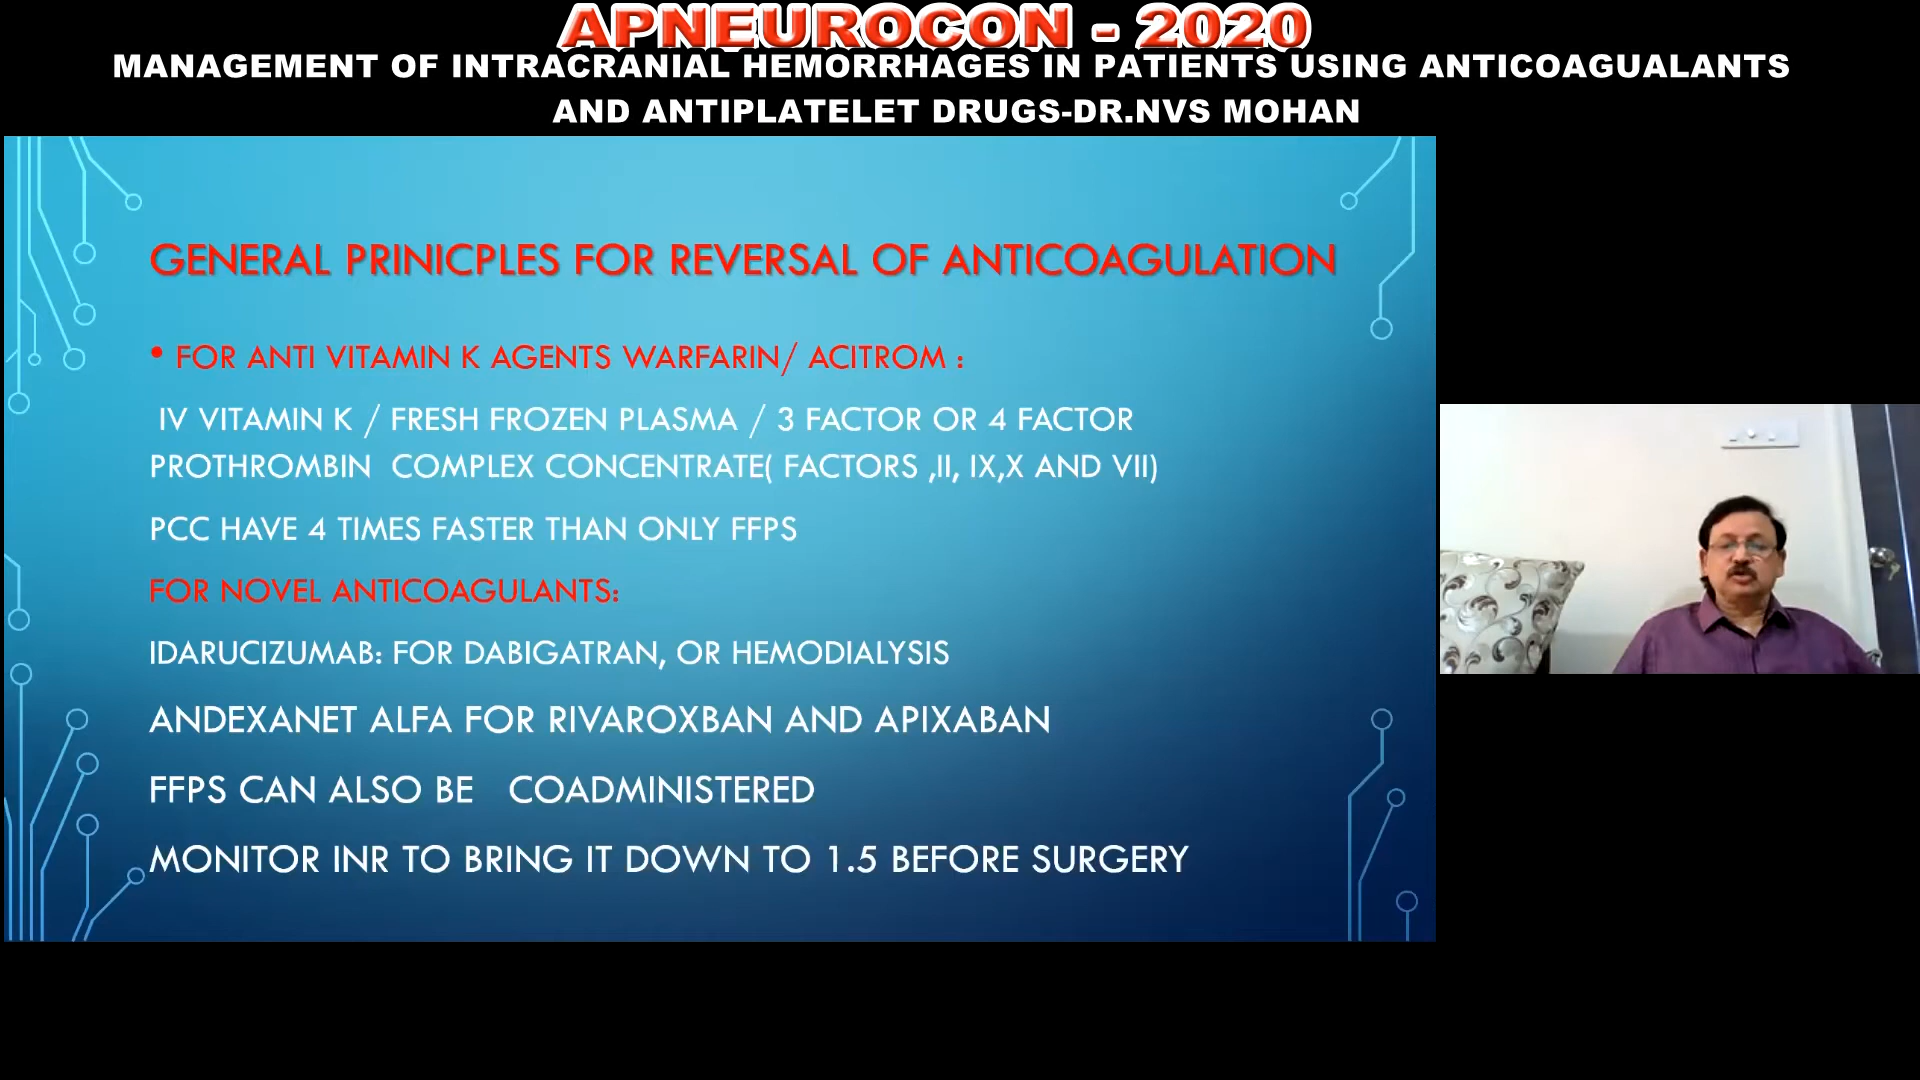 APNEUROCON - 2020
MANAGEMENT OF INTRACRANIAL HEMORRHAGES IN PATIENTS USING ANTICOAGUALANTS
AND ANTIPLATELET DRUGS-DR.NVS MOHAN
GENERAL PRINICPLES FOR REVERSAL OF ANTICOAGULATION
• FOR ANTI VITAMIN K AGENTS WARFARIN/ ACITROM :
IV VITAMIN K / FRESH FROZEN PLASMA / 3 FACTOR OR 4 FACTOR
PROTHROMBIN COMPLEX CONCENTRATE( FACTORS ,II, IX,X AND VII)
PCC HAVE 4 TIMES FASTER THAN ONLY FFPS
FOR NOVEL ANTICOAGULANTS:
IDARUCIZUMAB: FOR DABIGATRAN, OR HEMODIALYSIS
ANDEXANET ALFA FOR RIVAROXBAN AND APIXABAN
FFPS CAN ALSO BE COADMINISTERED
MONITOR INR TO BRING IT DOWN TO 1.5 BEFORE SURGERY